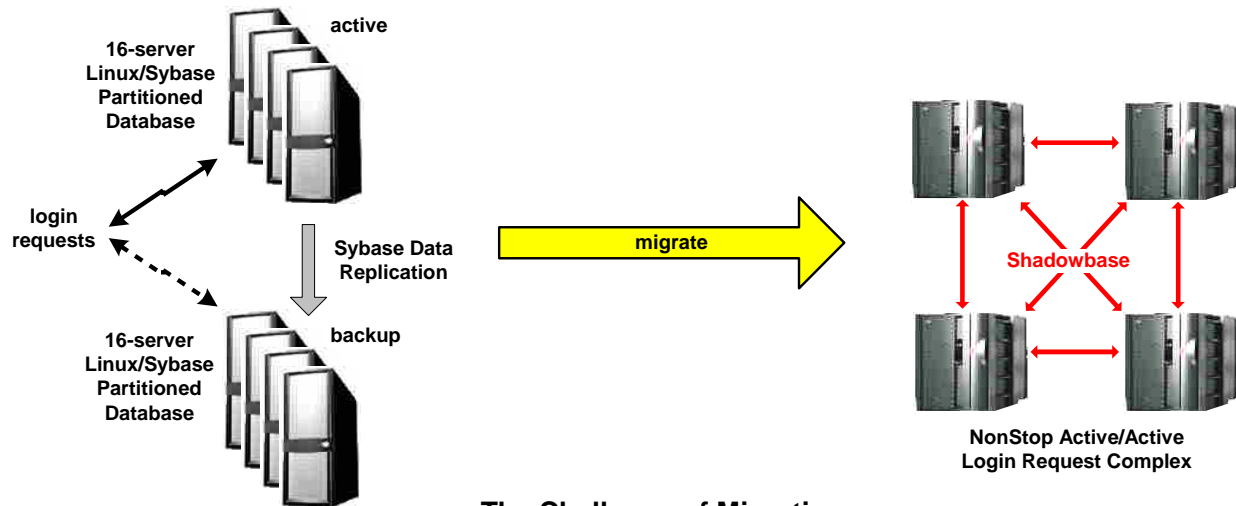 active
16-server
Linux/Sybase
Partitioned
Database
login
requests
Sybase Data
Replication
migrate
Shadowbase
16-server
Linux/Sybase
Partitioned
Database
backup
NonStop Active/Active
Login Request Complex